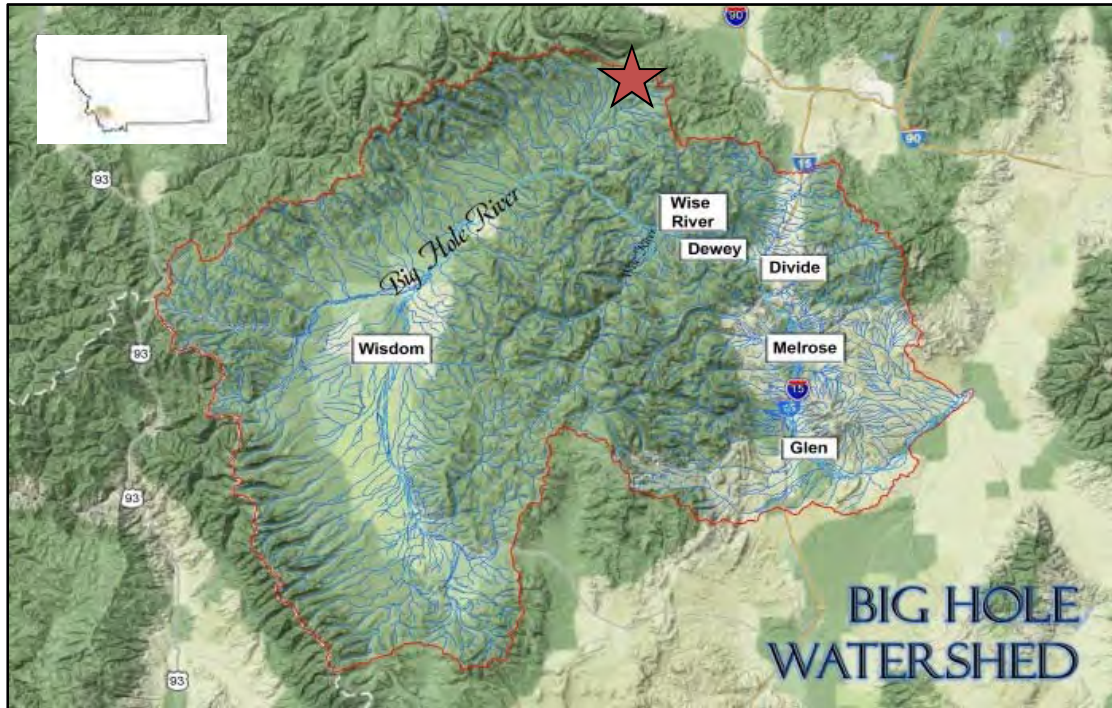 90
15
90
93
Wise
River
Big Hole River
Wise River
Dewey
Divide
93
Wisdom
Melrose
15
15
Glen
93
93
BIG HOLE
WATERSHED